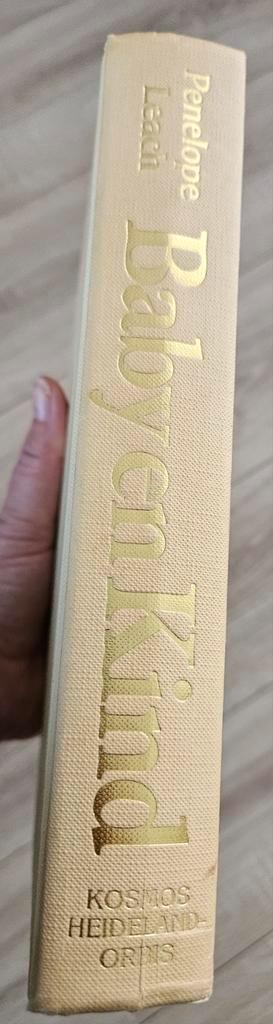 Penelope
Leach
Baby en Kind
KOSMOS
HEIDELAND-
ORBIS